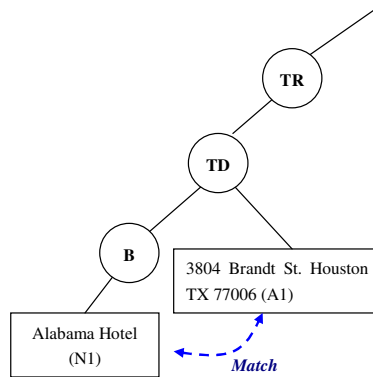 TR
TD
B
3804 Brandt St. Houston
TX 77006 (A1)
Alabama Hotel
(N1)
Match